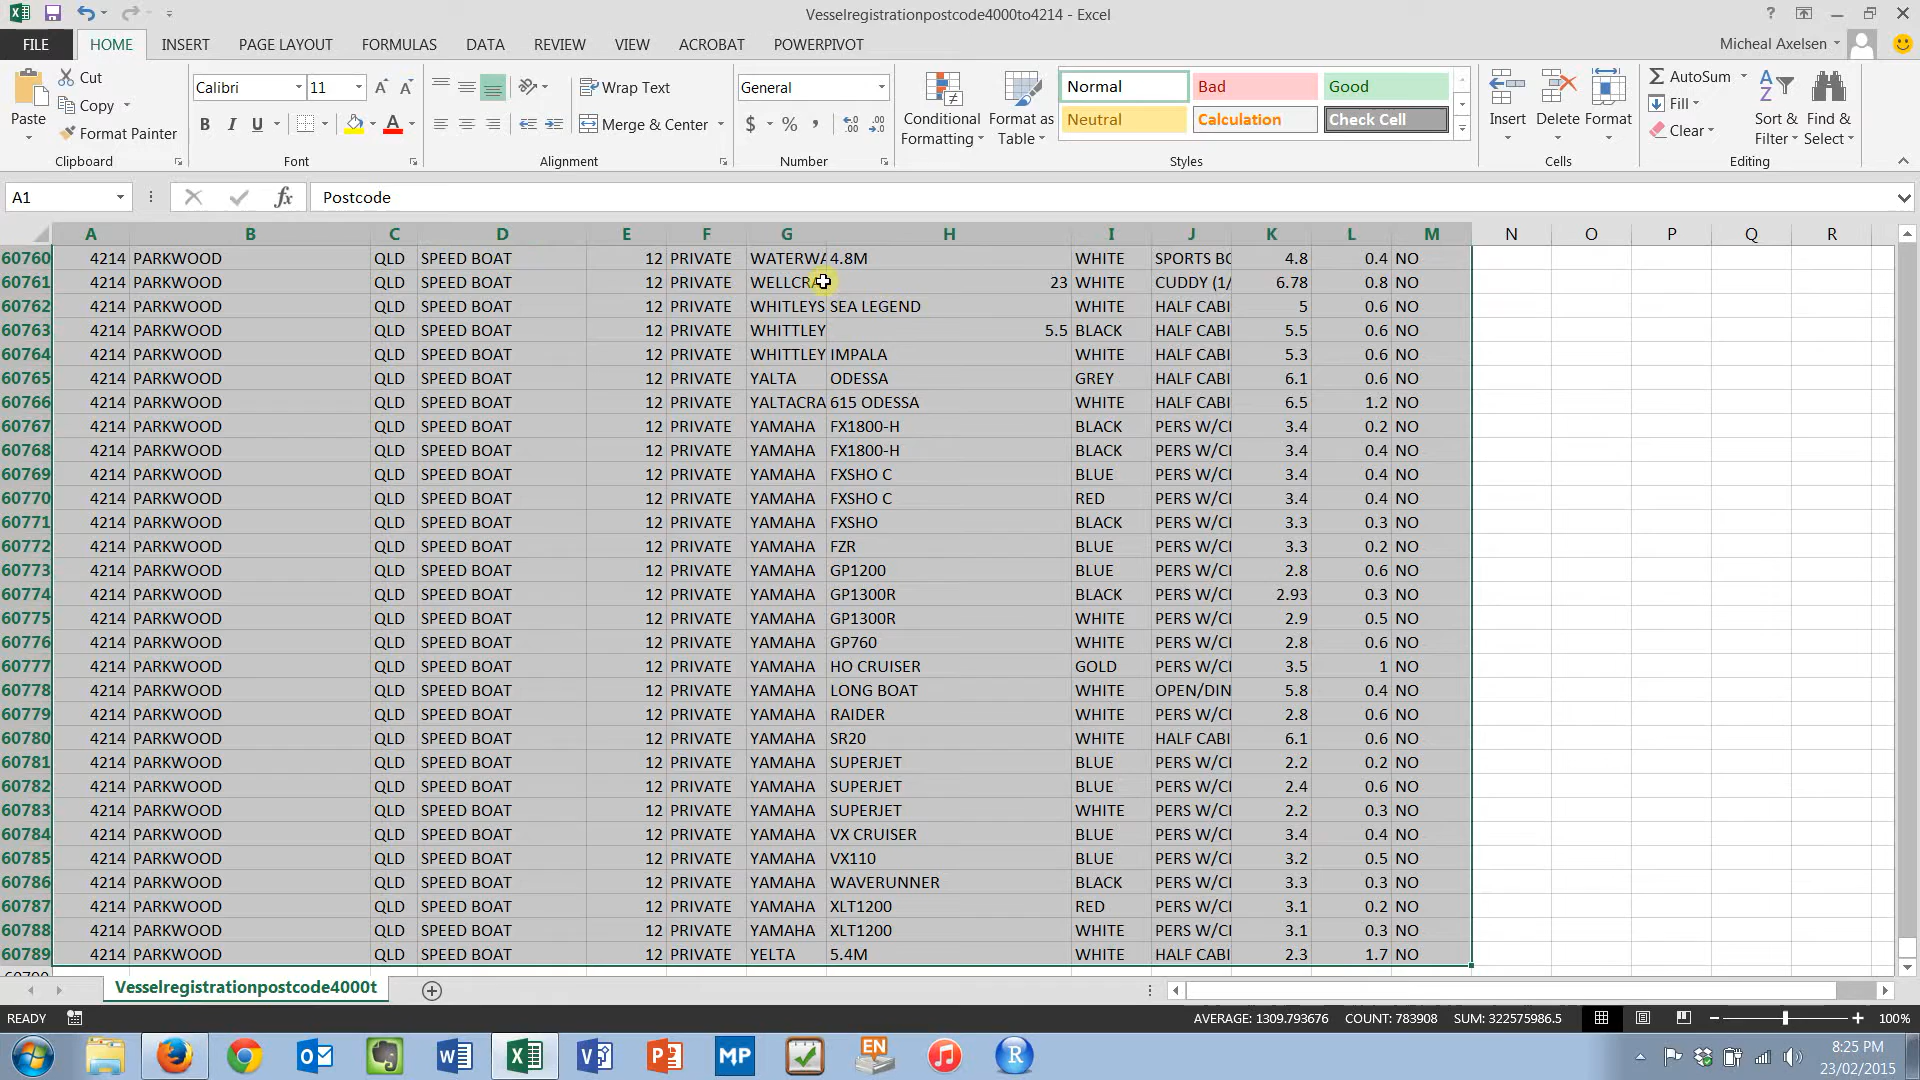 Vesselregistrationpostcode4000to4214 - Excel
FILE HOME INSERT PAGE LAYOUT FORMULAS DATA REVIEW VIEW ACROBAT POWERPIVOT Micheal Axelsen
Paste Cut Copy Format Painter Clipboard
Calibri 11 B I U Font
Wrap Text Merge & Center Alignment
General $ % Number
Conditional Formatting Format as Table
Normal Bad Good
Neutral Calculation Check Cell
Styles
Insert Delete Format Cells
AutoSum Fill Clear Sort & Filter Find & Select Editing
A1 fx Postcode
A B C D E F G H I J K L M N O P Q R
60760 4214 PARKWOOD QLD SPEED BOAT 12 PRIVATE WATERWA 4.8M WHITE SPORTS BC 4.8 0.4 NO
60761 4214 PARKWOOD QLD SPEED BOAT 12 PRIVATE WELLCRA 23 WHITE CUDDY (1/ 6.78 0.8 NO
60762 4214 PARKWOOD QLD SPEED BOAT 12 PRIVATE WHITLEYS SEA LEGEND WHITE HALF CABI 5 0.6 NO
60763 4214 PARKWOOD QLD SPEED BOAT 12 PRIVATE WHITTLEY 5.5 BLACK HALF CABI 5.5 0.6 NO
60764 4214 PARKWOOD QLD SPEED BOAT 12 PRIVATE WHITTLEY IMPALA WHITE HALF CABI 5.3 0.6 NO
60765 4214 PARKWOOD QLD SPEED BOAT 12 PRIVATE YALTA ODESSA GREY HALF CABI 6.1 0.6 NO
60766 4214 PARKWOOD QLD SPEED BOAT 12 PRIVATE YALTACRA 615 ODESSA WHITE HALF CABI 6.5 1.2 NO
60767 4214 PARKWOOD QLD SPEED BOAT 12 PRIVATE YAMAHA FX1800-H BLACK PERS W/CI 3.4 0.2 NO
60768 4214 PARKWOOD QLD SPEED BOAT 12 PRIVATE YAMAHA FX1800-H BLACK PERS W/CI 3.4 0.4 NO
60769 4214 PARKWOOD QLD SPEED BOAT 12 PRIVATE YAMAHA FXSHO C BLUE PERS W/CI 3.4 0.4 NO
60770 4214 PARKWOOD QLD SPEED BOAT 12 PRIVATE YAMAHA FXSHO C RED PERS W/CI 3.4 0.4 NO
60771 4214 PARKWOOD QLD SPEED BOAT 12 PRIVATE YAMAHA FXSHO BLACK PERS W/CI 3.3 0.3 NO
60772 4214 PARKWOOD QLD SPEED BOAT 12 PRIVATE YAMAHA FZR BLUE PERS W/CI 3.3 0.2 NO
60773 4214 PARKWOOD QLD SPEED BOAT 12 PRIVATE YAMAHA GP1200 BLUE PERS W/CI 2.8 0.6 NO
60774 4214 PARKWOOD QLD SPEED BOAT 12 PRIVATE YAMAHA GP1300R BLACK PERS W/CI 2.93 0.3 NO
60775 4214 PARKWOOD QLD SPEED BOAT 12 PRIVATE YAMAHA GP1300R WHITE PERS W/CI 2.9 0.5 NO
60776 4214 PARKWOOD QLD SPEED BOAT 12 PRIVATE YAMAHA GP760 WHITE PERS W/CI 2.8 0.6 NO
60777 4214 PARKWOOD QLD SPEED BOAT 12 PRIVATE YAMAHA HO CRUISER GOLD PERS W/CI 3.5 1 NO
60778 4214 PARKWOOD QLD SPEED BOAT 12 PRIVATE YAMAHA LONG BOAT WHITE OPEN/DIN 5.8 0.4 NO
60779 4214 PARKWOOD QLD SPEED BOAT 12 PRIVATE YAMAHA RAIDER WHITE PERS W/CI 2.8 0.6 NO
60780 4214 PARKWOOD QLD SPEED BOAT 12 PRIVATE YAMAHA SR20 WHITE HALF CABI 6.1 0.6 NO
60781 4214 PARKWOOD QLD SPEED BOAT 12 PRIVATE YAMAHA SUPERJET BLUE PERS W/CI 2.2 0.2 NO
60782 4214 PARKWOOD QLD SPEED BOAT 12 PRIVATE YAMAHA SUPERJET BLUE PERS W/CI 2.4 0.6 NO
60783 4214 PARKWOOD QLD SPEED BOAT 12 PRIVATE YAMAHA SUPERJET WHITE PERS W/CI 2.2 0.3 NO
60784 4214 PARKWOOD QLD SPEED BOAT 12 PRIVATE YAMAHA VX CRUISER BLUE PERS W/CI 3.4 0.4 NO
60785 4214 PARKWOOD QLD SPEED BOAT 12 PRIVATE YAMAHA VX110 BLUE PERS W/CI 3.2 0.5 NO
60786 4214 PARKWOOD QLD SPEED BOAT 12 PRIVATE YAMAHA WAVERUNNER BLACK PERS W/CI 3.3 0.3 NO
60787 4214 PARKWOOD QLD SPEED BOAT 12 PRIVATE YAMAHA XLT1200 RED PERS W/CI 3.1 0.2 NO
60788 4214 PARKWOOD QLD SPEED BOAT 12 PRIVATE YAMAHA XLT1200 WHITE PERS W/CI 3.1 0.3 NO
60789 4214 PARKWOOD QLD SPEED BOAT 12 PRIVATE YELTA 5.4M WHITE HALF CABI 2.3 1.7 NO
60790
Vesselregistrationpostcode4000t
READY AVERAGE: 1309.793676 COUNT: 783908 SUM: 322575986.5 100%
MP EN R 8:25 PM
23/02/2015